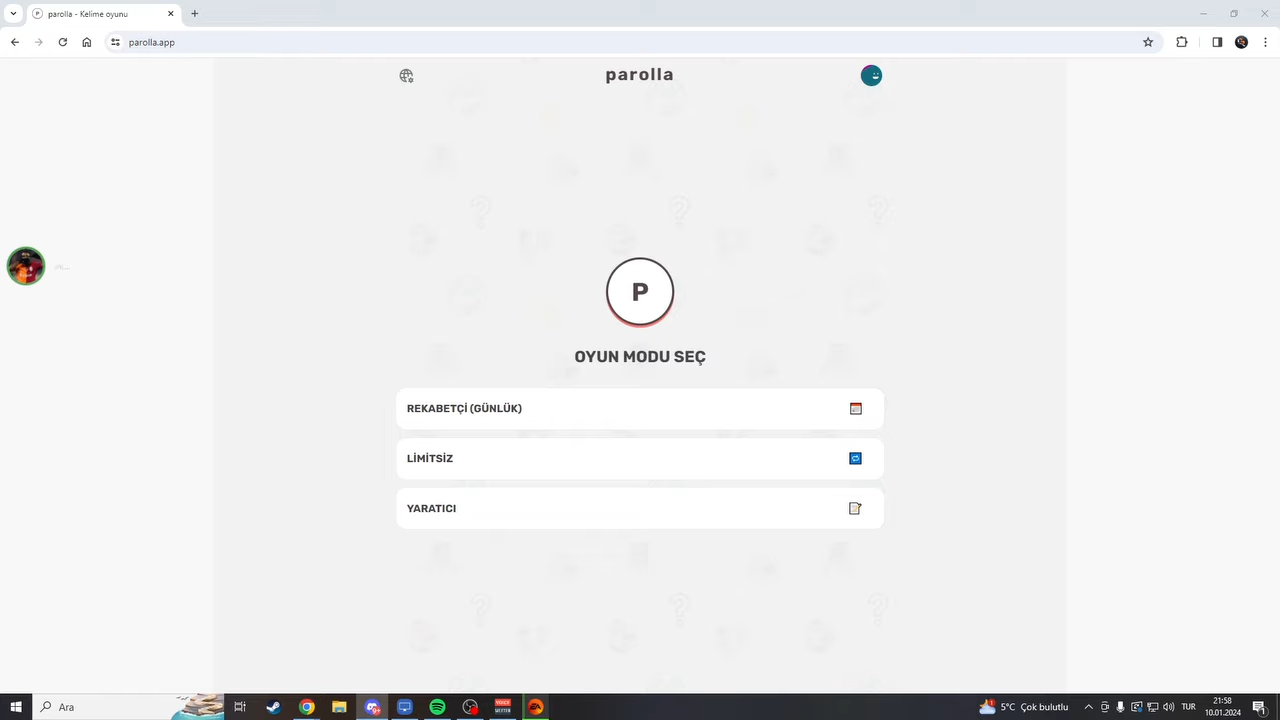 P
parolla - Kelime oyunu
parolla.app
parolla
P
OYUN MODU SEÇ
REKABETÇİ (GÜNLÜK)
LİMİTSİZ
YARATICI
Ara
EA
5°C Çok bulutlu
TUR
21:58
10.01.2024